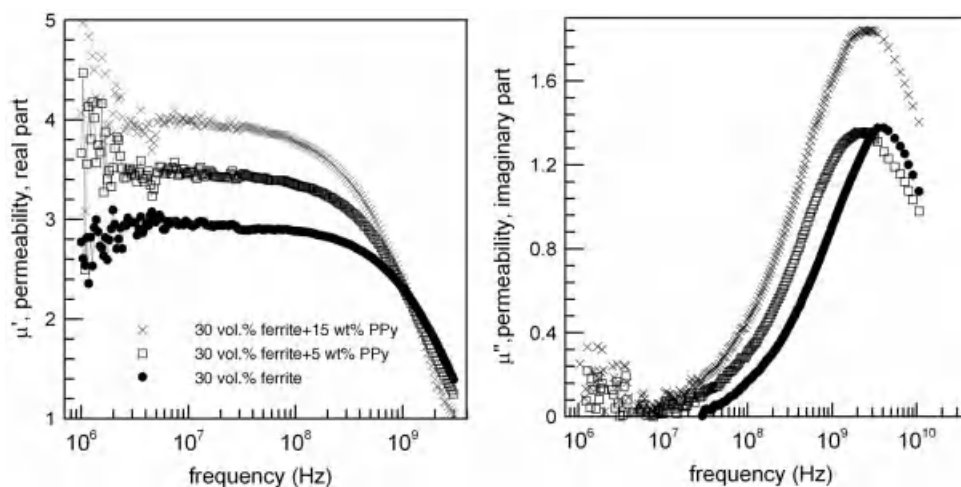 5
4
3
2
1
μ', permeability, real part
30 vol.% ferrite+15 wt% PPy
30 vol.% ferrite+5 wt% PPy
30 vol.% ferrite
10⁶ 10⁷ 10⁸ 10⁹
frequency (Hz)
1.6
1.2
0.8
0.4
0
μ",permeability, imaginary part
10⁶ 10⁷ 10⁸ 10⁹ 10¹⁰
frequency (Hz)